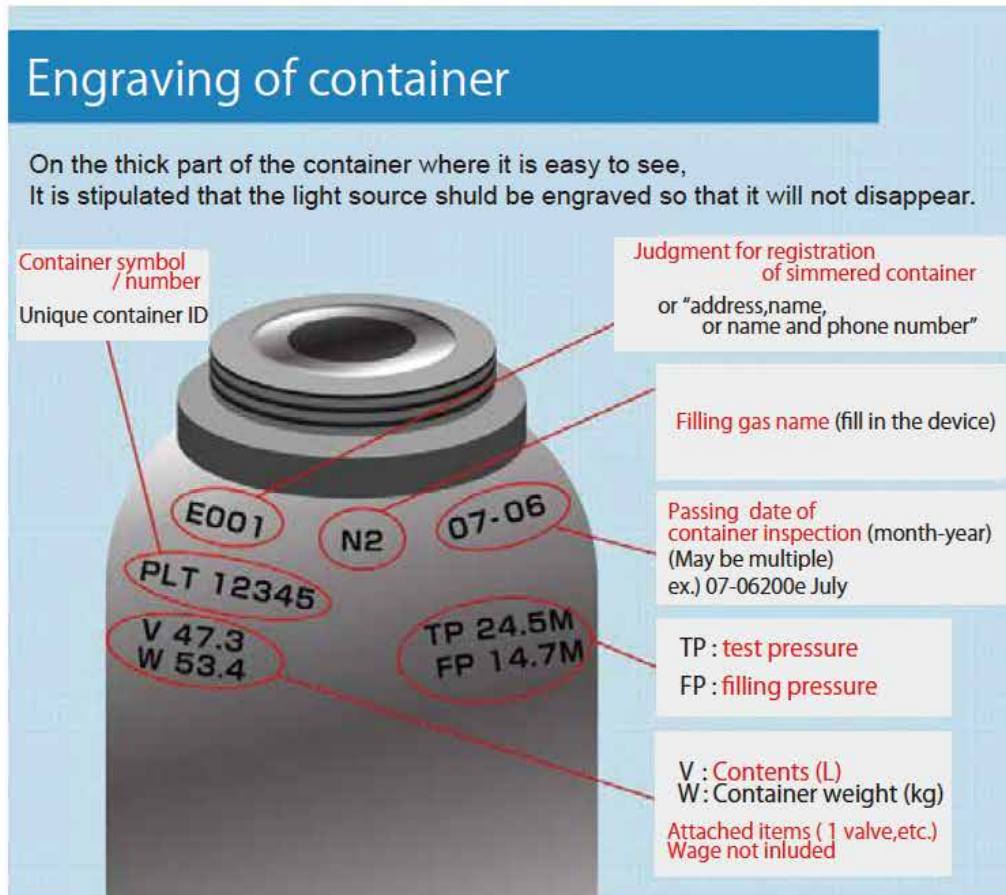 Engraving of container
On the thick part of the container where it is easy to see,
It is stipulated that the light source shuld be engraved so that it will not disappear.
Container symbol
/ number
Unique container ID
Judgment for registration
of simmered container
or “address,name,
or name and phone number”
Filling gas name (fill in the device)
Passing date of
container inspection (month-year)
(May be multiple)
ex.) 07-06200e July
TP : test pressure
FP : filling pressure
V : Contents (L)
W : Container weight (kg)
Attached items ( 1 valve,etc.)
Wage not inluded
E001
N2
07-06
PLT 12345
V 47.3
W 53.4
TP 24.5M
FP 14.7M